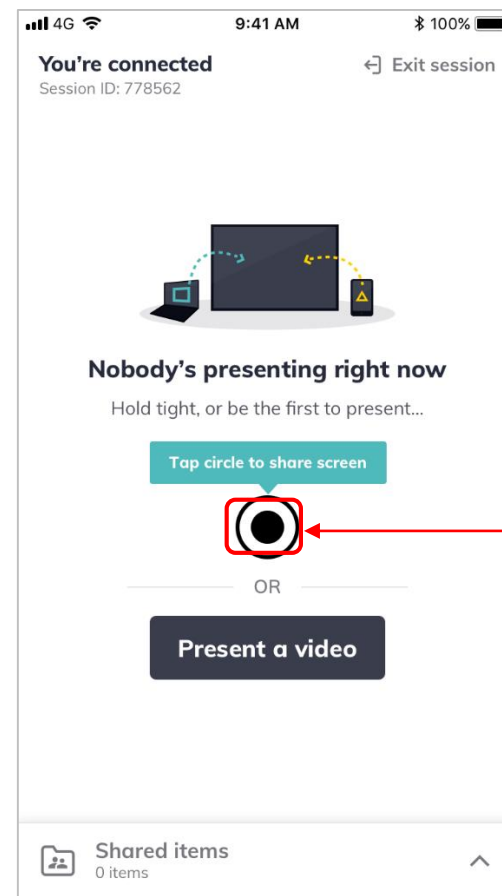 4G 9:41 AM 100%
You're connected
Exit session
Session ID: 778562
Nobody's presenting right now
Hold tight, or be the first to present...
Tap circle to share screen
OR
Present a video
Shared items
0 items